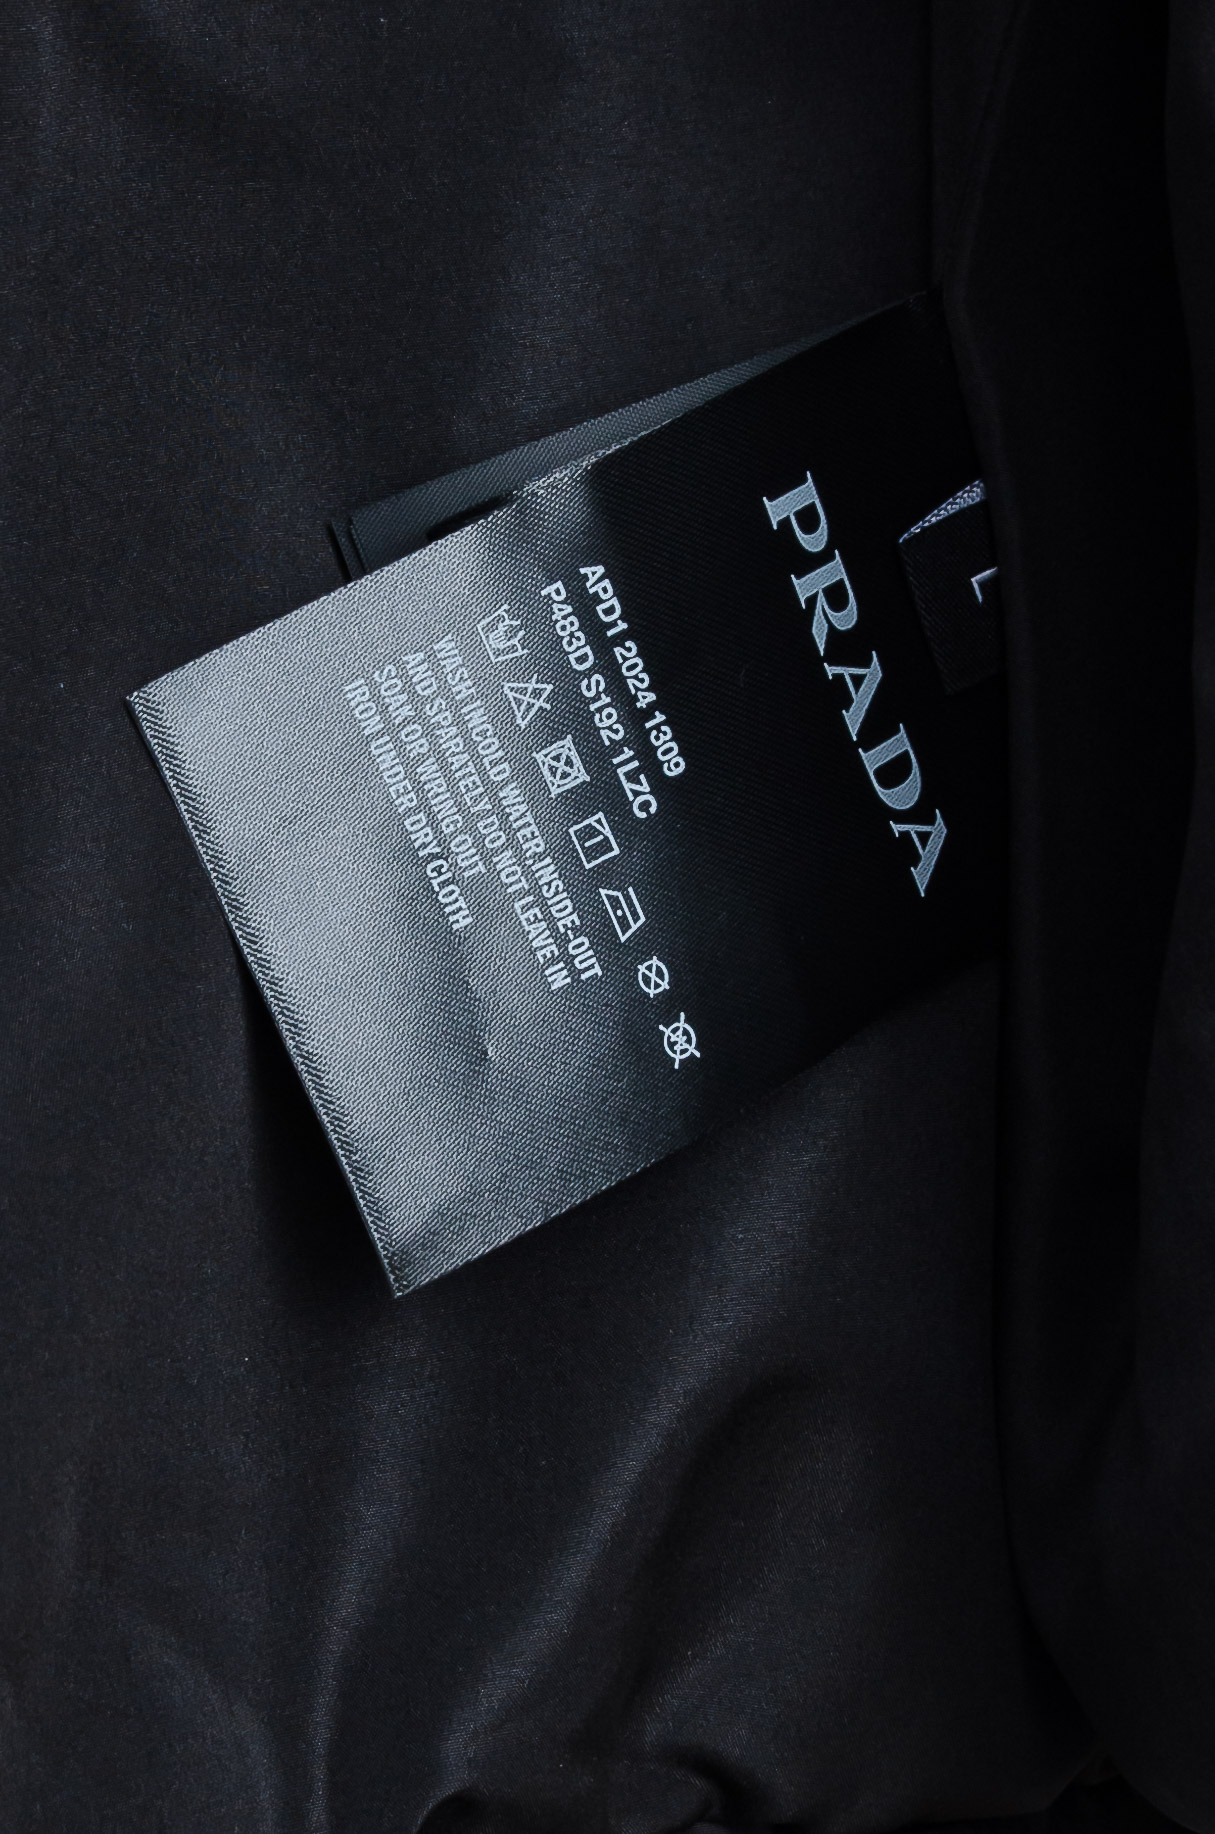 PRADA
L
APD1 2024 1309
P483D S192 1LZC
WASH IN COLD WATER INSIDE-OUT
AND SPARATELY. DO NOT LEAVE IN
SOAK OR WRING OUT
IRON UNDER DRY CLOTH